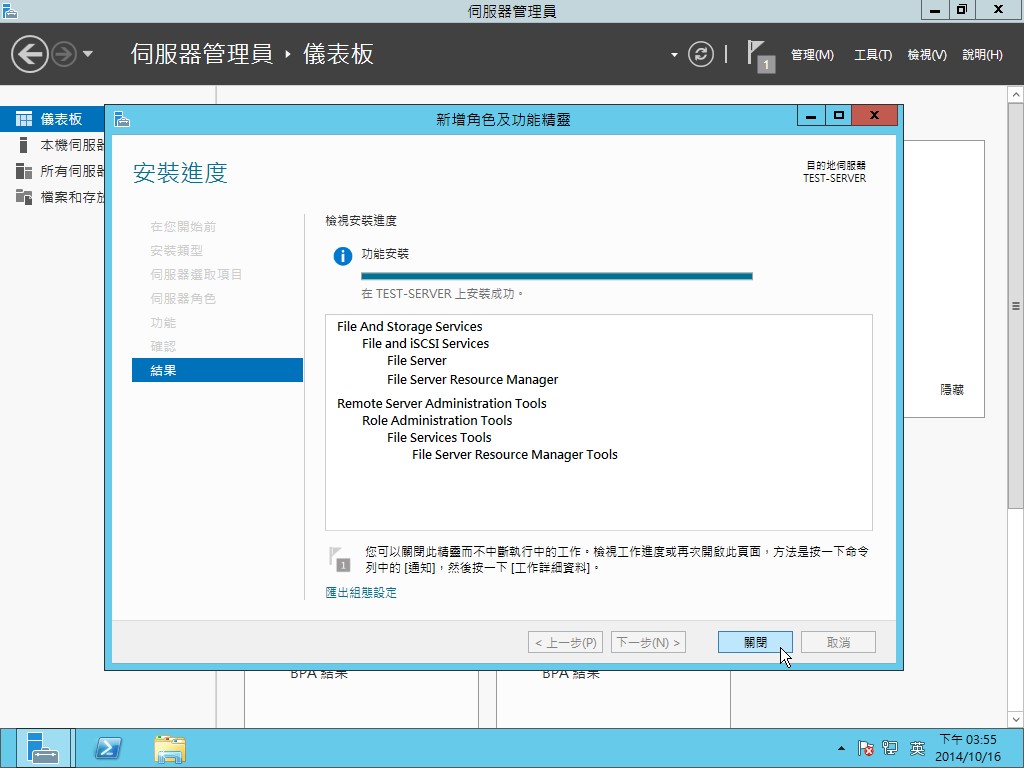 伺服器管理員
伺服器管理員 ‣ 儀表板
1
管理(M)
工具(T)
檢視(V)
說明(H)
儀表板
本機伺服器
所有伺服器
檔案和存放
新增角色及功能精靈
安裝進度
目的地伺服器
TEST-SERVER
在您開始前
安裝類型
伺服器選取項目
伺服器角色
功能
確認
結果
檢視安裝進度
功能安裝
在 TEST-SERVER 上安裝成功。
File And Storage Services
File and iSCSI Services
File Server
File Server Resource Manager
Remote Server Administration Tools
Role Administration Tools
File Services Tools
File Server Resource Manager Tools
1
您可以關閉此精靈而不中斷執行中的工作。檢視工作進度或再次開啟此頁面，方法是按一下命令
列中的 [通知]，然後按一下 [工作詳細資料]。
匯出組態設定
< 上一步(P)
下一步(N) >
關閉
取消
隱藏
BPA 結果
BPA 結果
英
下午 03:55
2014/10/16